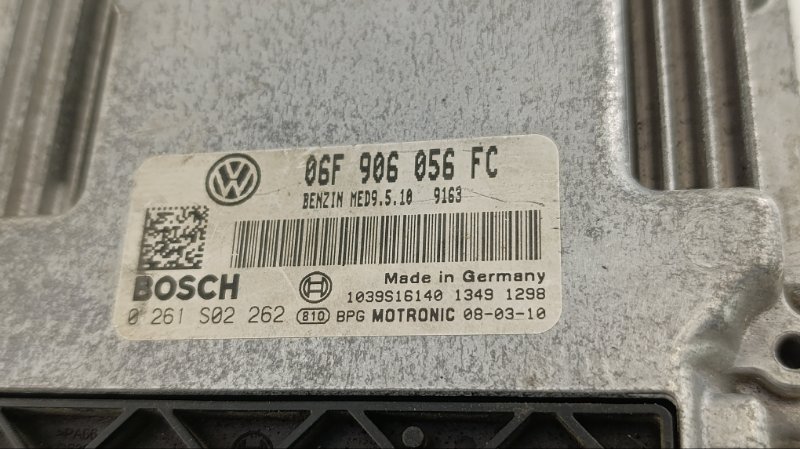 06F 906 056 FC
BENZIN MED9.5.10 9163
BOSCH
Made in Germany
1039S16140 1349 1298
0 261 S02 262 810 BPG MOTRONIC 08-03-10